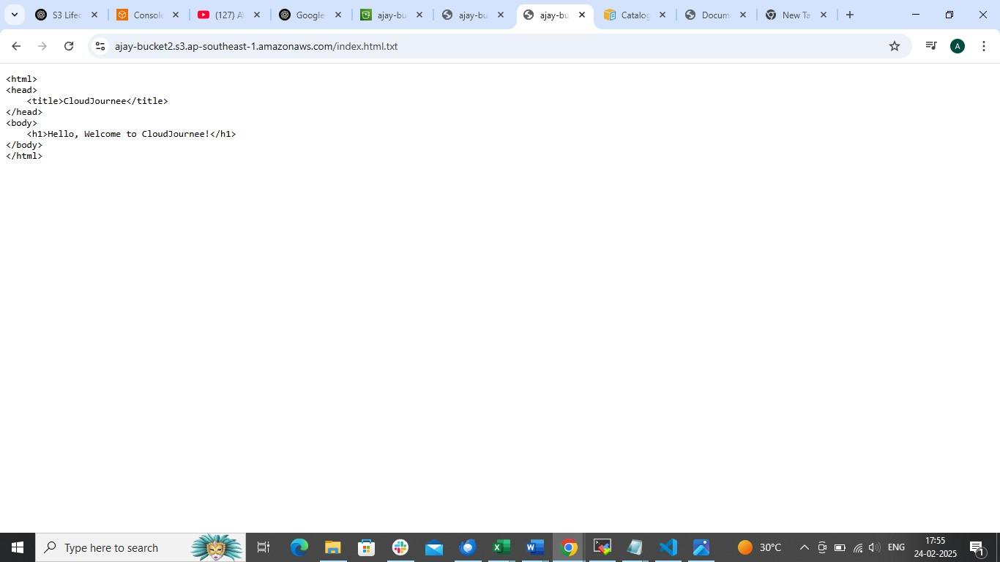 S3 Lifec
Console
(127) A
Google
ajay-bu
ajay-bu
ajay-bu
Catalog
Docum
New Ta
ajay-bucket2.s3.ap-southeast-1.amazonaws.com/index.html.txt
A
<html>
<head>
    <title>CloudJournee</title>
</head>
<body>
    <h1>Hello, Welcome to CloudJournee!</h1>
</body>
</html>
Type here to search
30°C
ENG
17:55
24-02-2025
1